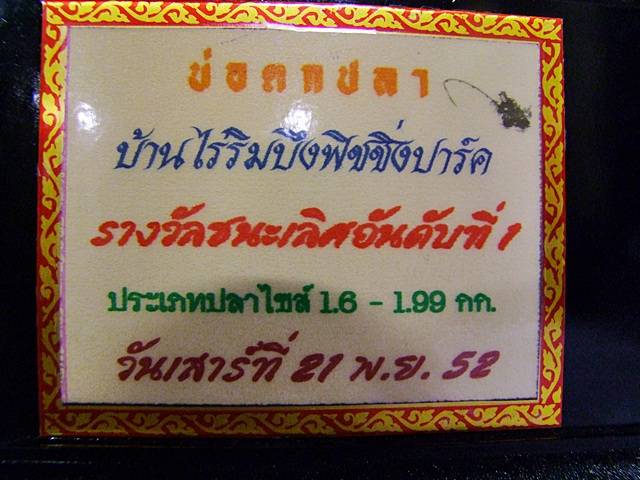 บ่อตกปลา
บ้านไร่ริมบึงฟิชชิ่งปาร์ค
รางวัลชนะเลิศอันดับที่ 1
ประเภทปลาไซส์ 1.6 - 1.99 กก.
วันเสาร์ที่ 21 พ.ย. 52